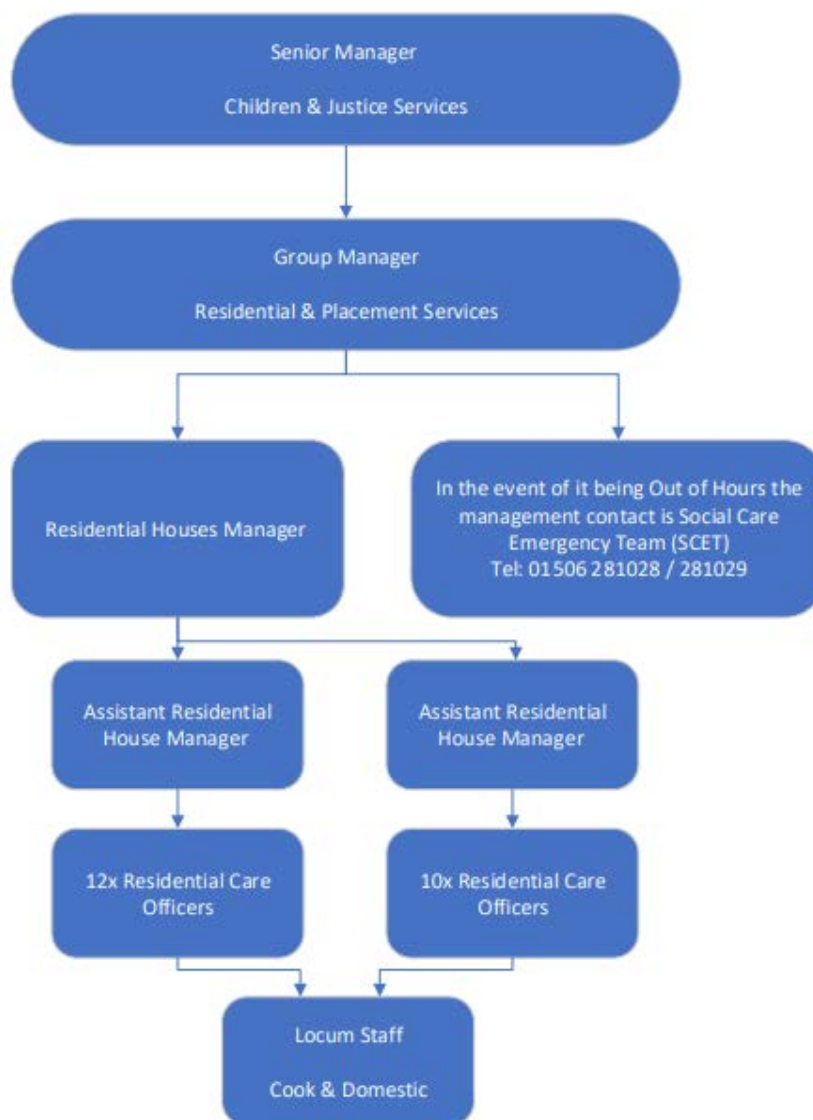 Senior Manager
Children & Justice Services
Group Manager
Residential & Placement Services
Residential Houses Manager
In the event of it being Out of Hours the
management contact is Social Care
Emergency Team (SCET)
Tel: 01506 281028 / 281029
Assistant Residential
House Manager
Assistant Residential
House Manager
12x Residential Care
Officers
10x Residential Care
Officers
Locum Staff
Cook & Domestic